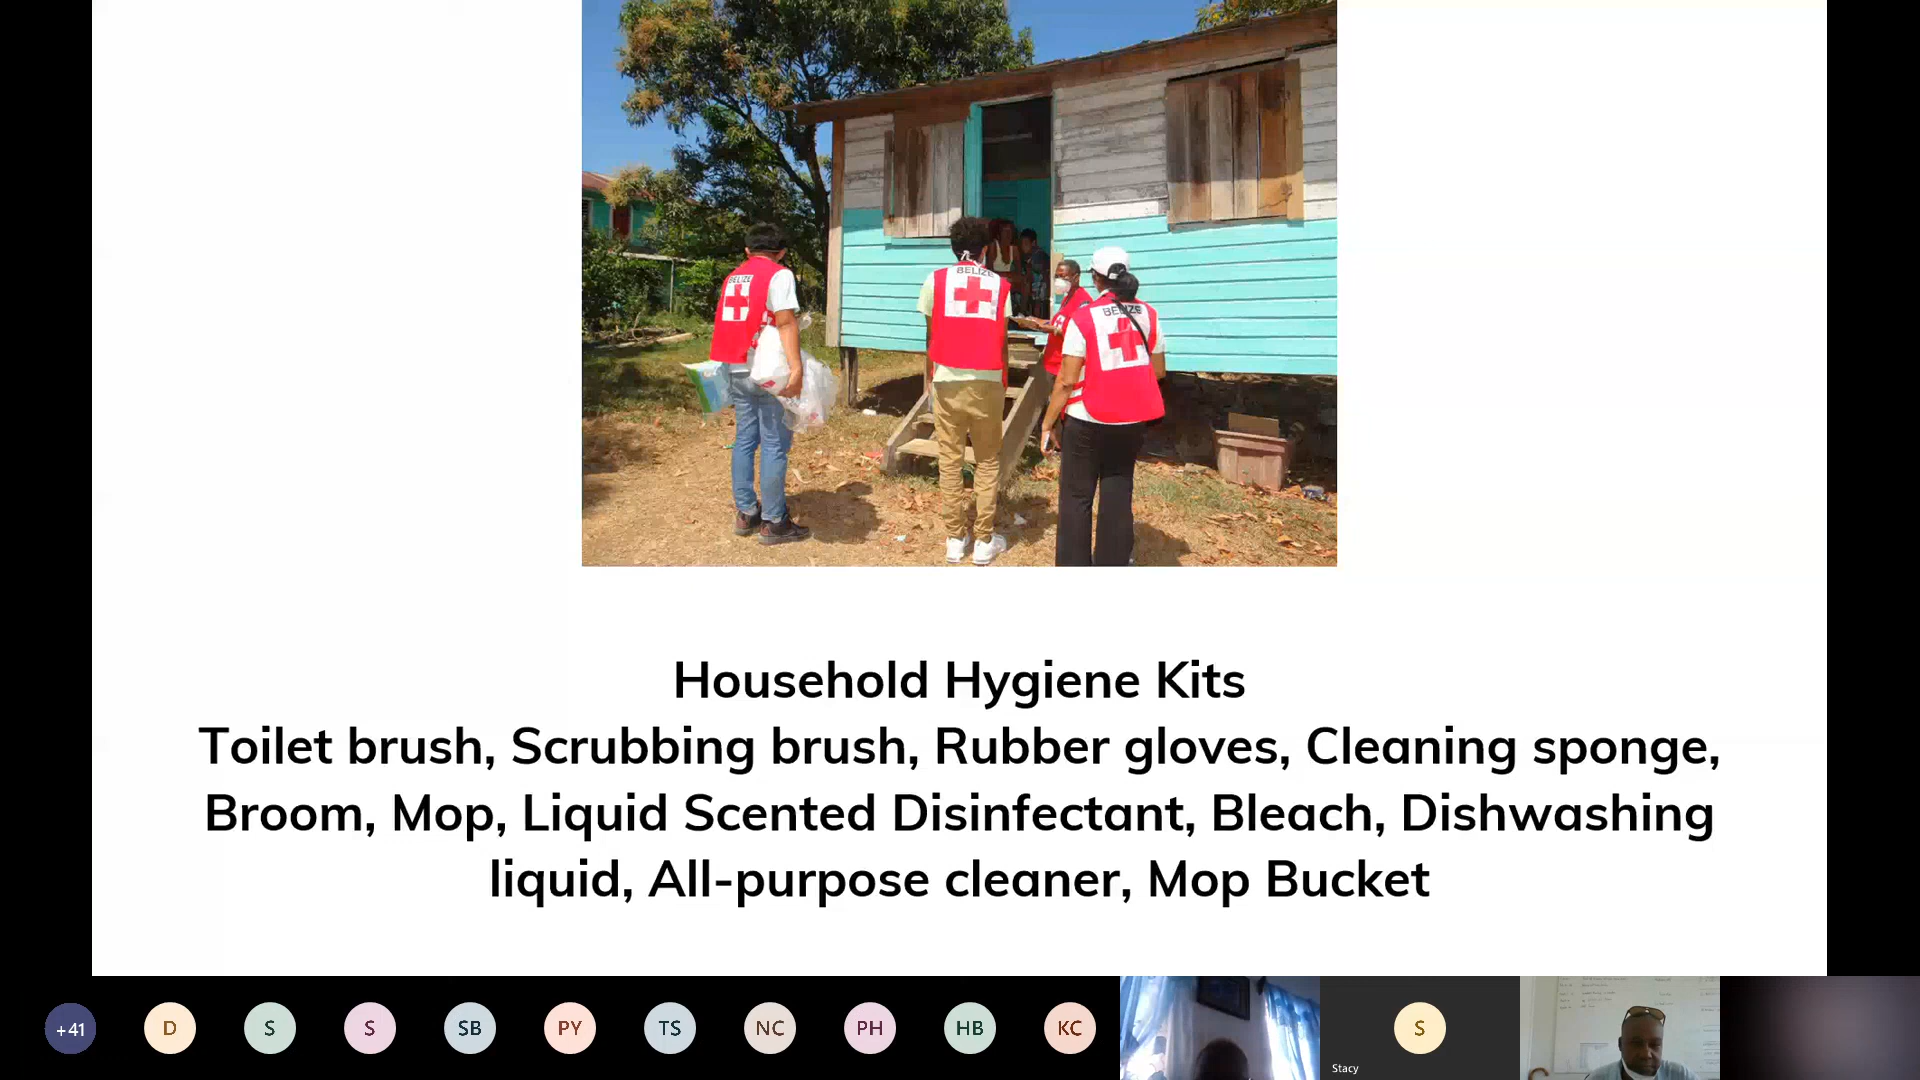 BELIZE
BELIZE
BELIZE
Household Hygiene Kits
Toilet brush, Scrubbing brush, Rubber gloves, Cleaning sponge,
Broom, Mop, Liquid Scented Disinfectant, Bleach, Dishwashing
liquid, All-purpose cleaner, Mop Bucket
+41
D
S
S
SB
PY
TS
NC
PH
HB
KC
S
Stacy